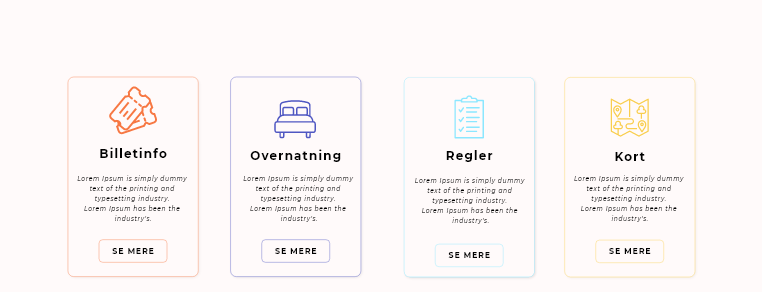 Billetinfo
Lorem Ipsum is simply dummy
text of the printing and
typesetting industry.
Lorem Ipsum has been the
industry's.
SE MERE
Overnatning
Lorem Ipsum is simply dummy
text of the printing and
typesetting industry.
Lorem Ipsum has been the
industry's.
SE MERE
Regler
Lorem Ipsum is simply dummy
text of the printing and
typesetting industry.
Lorem Ipsum has been the
industry's.
SE MERE
Kort
Lorem Ipsum is simply dummy
text of the printing and
typesetting industry.
Lorem Ipsum has been the
industry's.
SE MERE